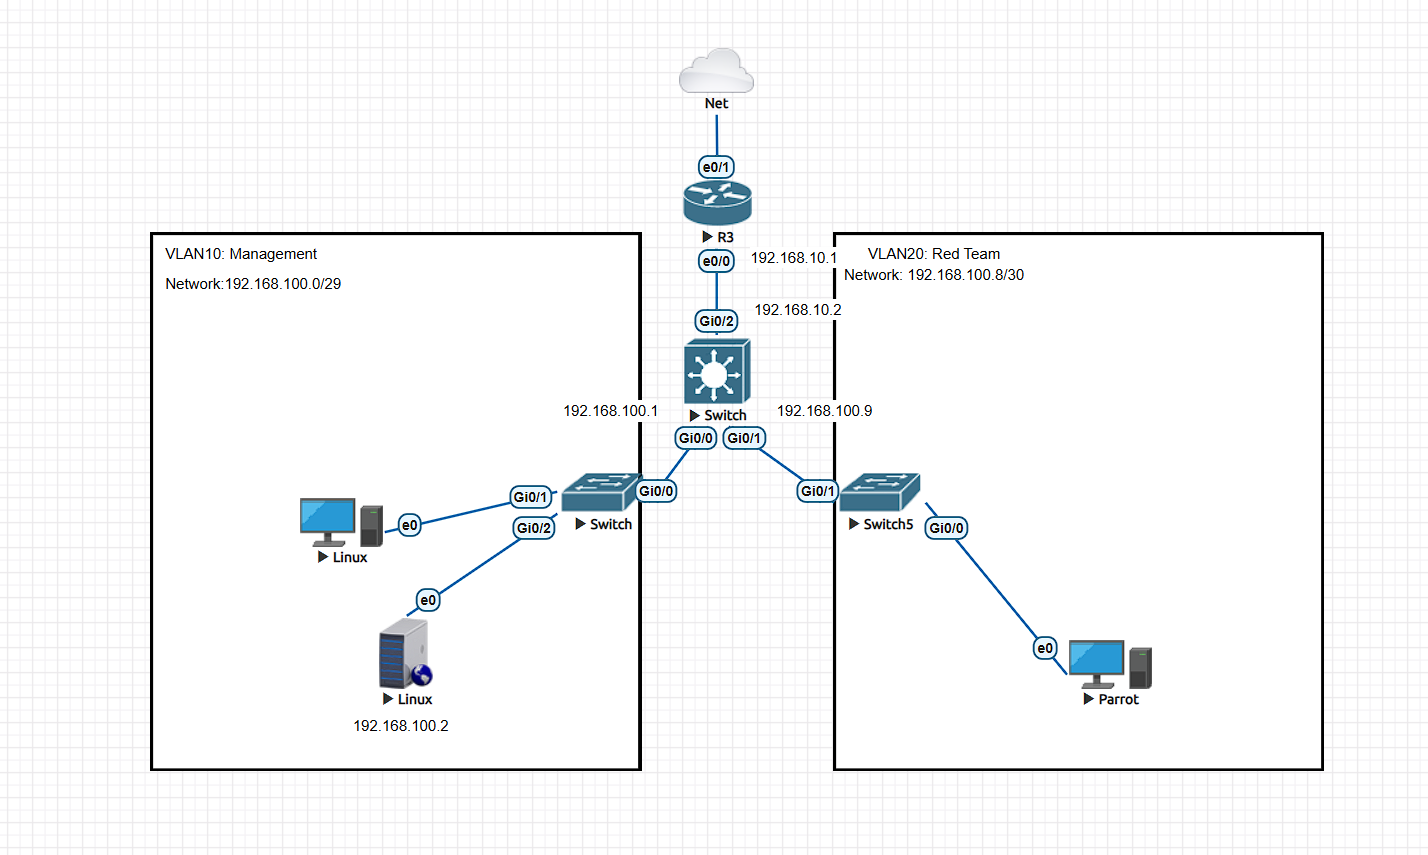 Net
e0/1
R3
e0/0
192.168.10.1
VLAN10: Management
Network:192.168.100.0/29
VLAN20: Red Team
Network: 192.168.100.8/30
192.168.10.2
Gi0/2
192.168.100.1
Switch
192.168.100.9
Gi0/0
Gi0/1
Gi0/1
Gi0/0
Gi0/1
e0
Gi0/2
Switch
Switch5
Gi0/0
Linux
e0
e0
Linux
Parrot
192.168.100.2